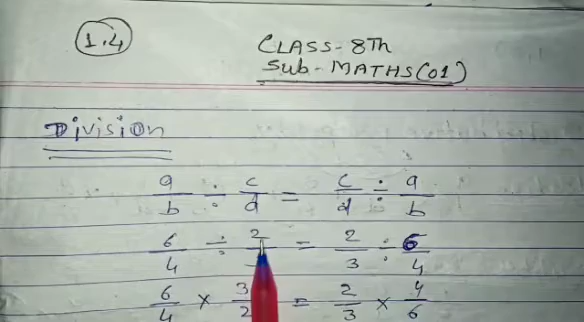 1.4
CLASS-8Th
Sub-MATHS(01)
Division
a/b ÷ c/d = c/d ÷ a/b
6/4 ÷ 2/ = 2/3 ÷ 6/4
6/4 × 3/2 = 2/3 × 4/6